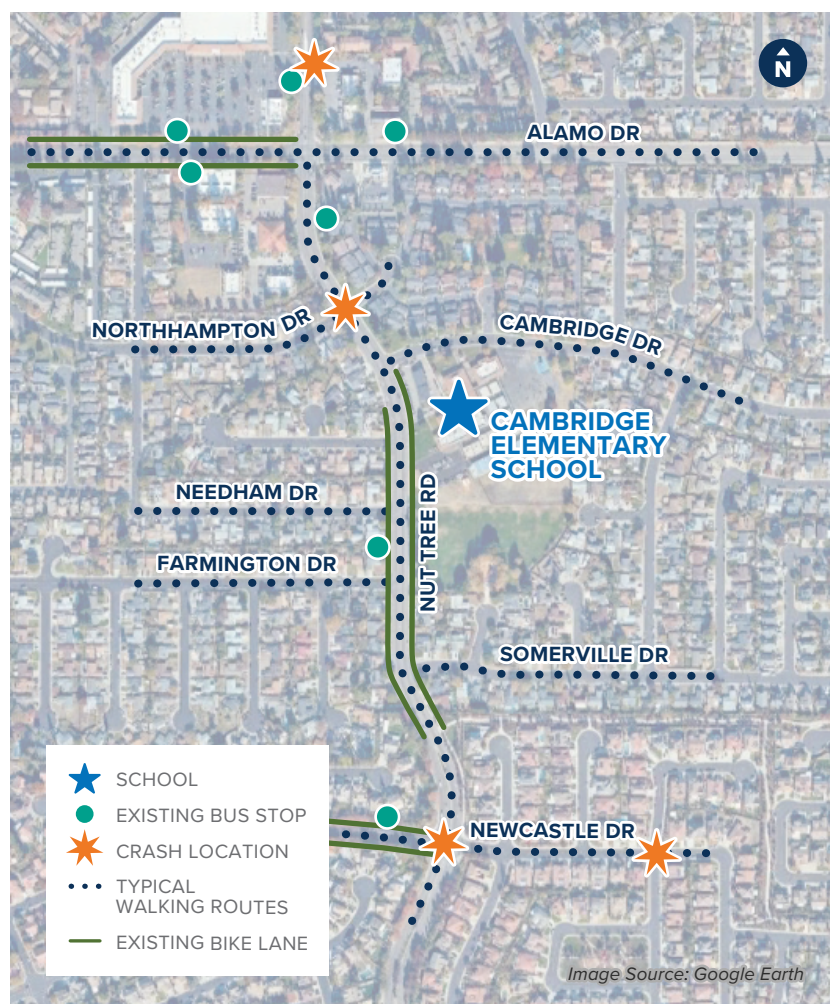 N
ALAMO DR
NORTHHAMPTON DR
CAMBRIDGE DR
CAMBRIDGE
ELEMENTARY
SCHOOL
NEEDHAM DR
NUT TREE RD
FARMINGTON DR
SOMERVILLE DR
NEWCASTLE DR
SCHOOL
EXISTING BUS STOP
CRASH LOCATION
TYPICAL
WALKING ROUTES
EXISTING BIKE LANE
Image Source: Google Earth